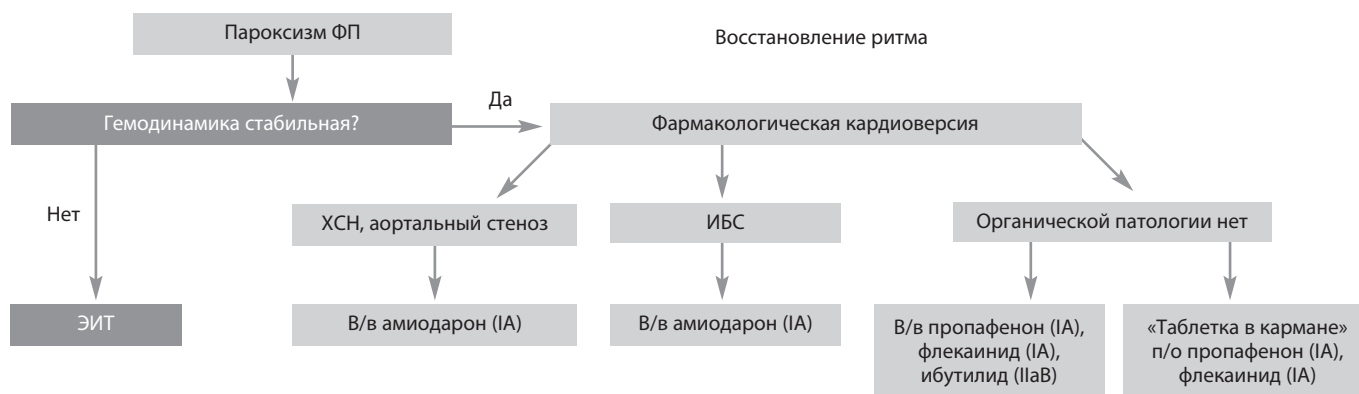 Пароксизм ФП
Восстановление ритма
Гемодинамика стабильная?
Да
Фармакологическая кардиоверсия
Нет
ХСН, аортальный стеноз
ИБС
Органической патологии нет
ЭИТ
В/в амиодарон (IA)
В/в амиодарон (IA)
В/в пропафенон (IA),
флекаинид (IA),
ибутилид (IIaB)
«Таблетка в кармане»
п/о пропафенон (IA),
флекаинид (IA)